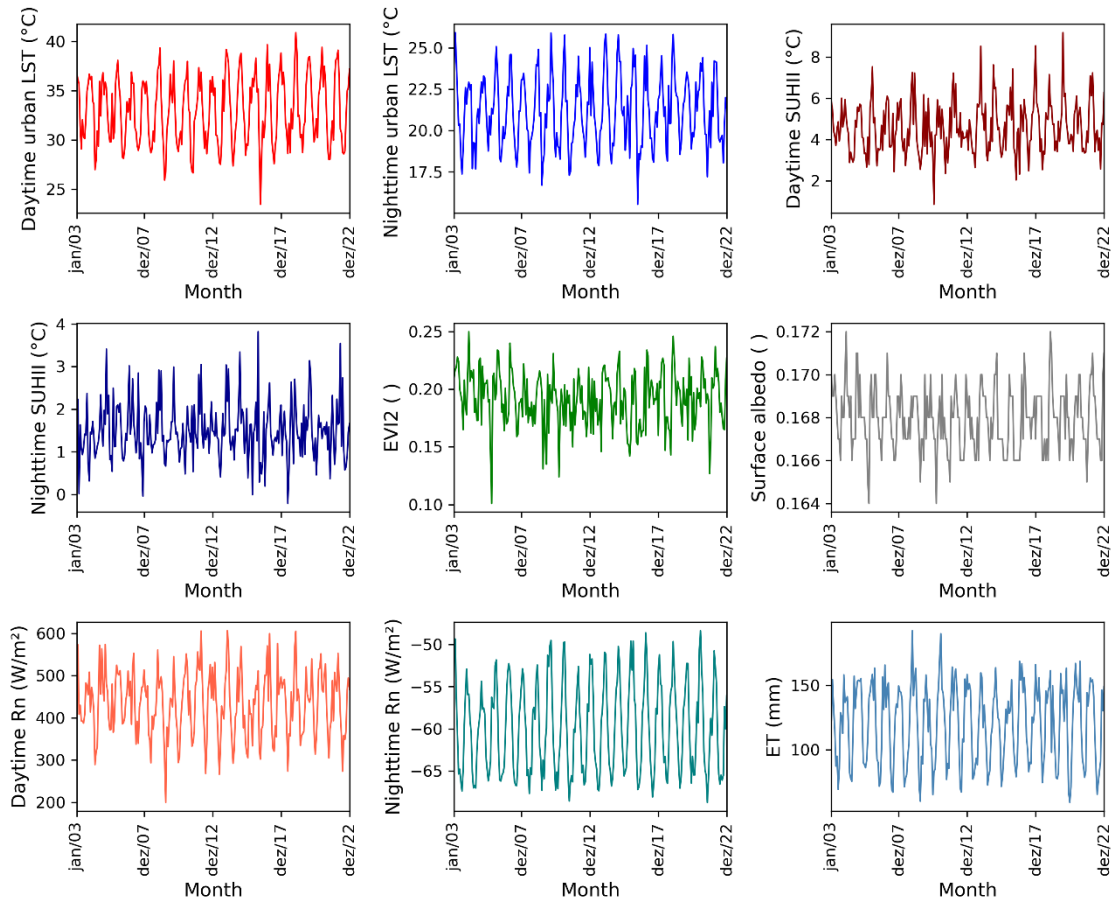 Daytime urban LST (°C)
40
35
30
25
jan/03
dez/07
dez/12
dez/17
dez/22
Month
Nighttime urban LST (°C)
25.0
22.5
20.0
17.5
jan/03
dez/07
dez/12
dez/17
dez/22
Month
Daytime SUHII (°C)
8
6
4
2
jan/03
dez/07
dez/12
dez/17
dez/22
Month
Nighttime SUHII (°C)
4
3
2
1
0
jan/03
dez/07
dez/12
dez/17
dez/22
Month
EVI2 ( )
0.25
0.20
0.15
0.10
jan/03
dez/07
dez/12
dez/17
dez/22
Month
Surface albedo ( )
0.172
0.170
0.168
0.166
0.164
jan/03
dez/07
dez/12
dez/17
dez/22
Month
Daytime Rn (W/m²)
600
500
400
300
200
jan/03
dez/07
dez/12
dez/17
dez/22
Month
Nighttime Rn (W/m²)
−50
−55
−60
−65
jan/03
dez/07
dez/12
dez/17
dez/22
Month
ET (mm)
150
100
jan/03
dez/07
dez/12
dez/17
dez/22
Month